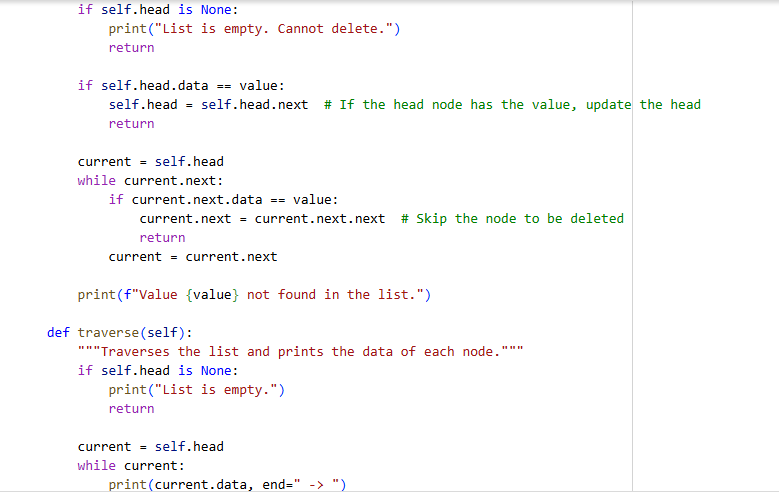 if self.head is None:
            print("List is empty. Cannot delete.")
            return

        if self.head.data == value:
            self.head = self.head.next  # If the head node has the value, update the head
            return

        current = self.head
        while current.next:
            if current.next.data == value:
                current.next = current.next.next  # Skip the node to be deleted
                return
            current = current.next

        print(f"Value {value} not found in the list.")

    def traverse(self):
        """Traverses the list and prints the data of each node."""
        if self.head is None:
            print("List is empty.")
            return

        current = self.head
        while current:
            print(current.data, end=" -> ")